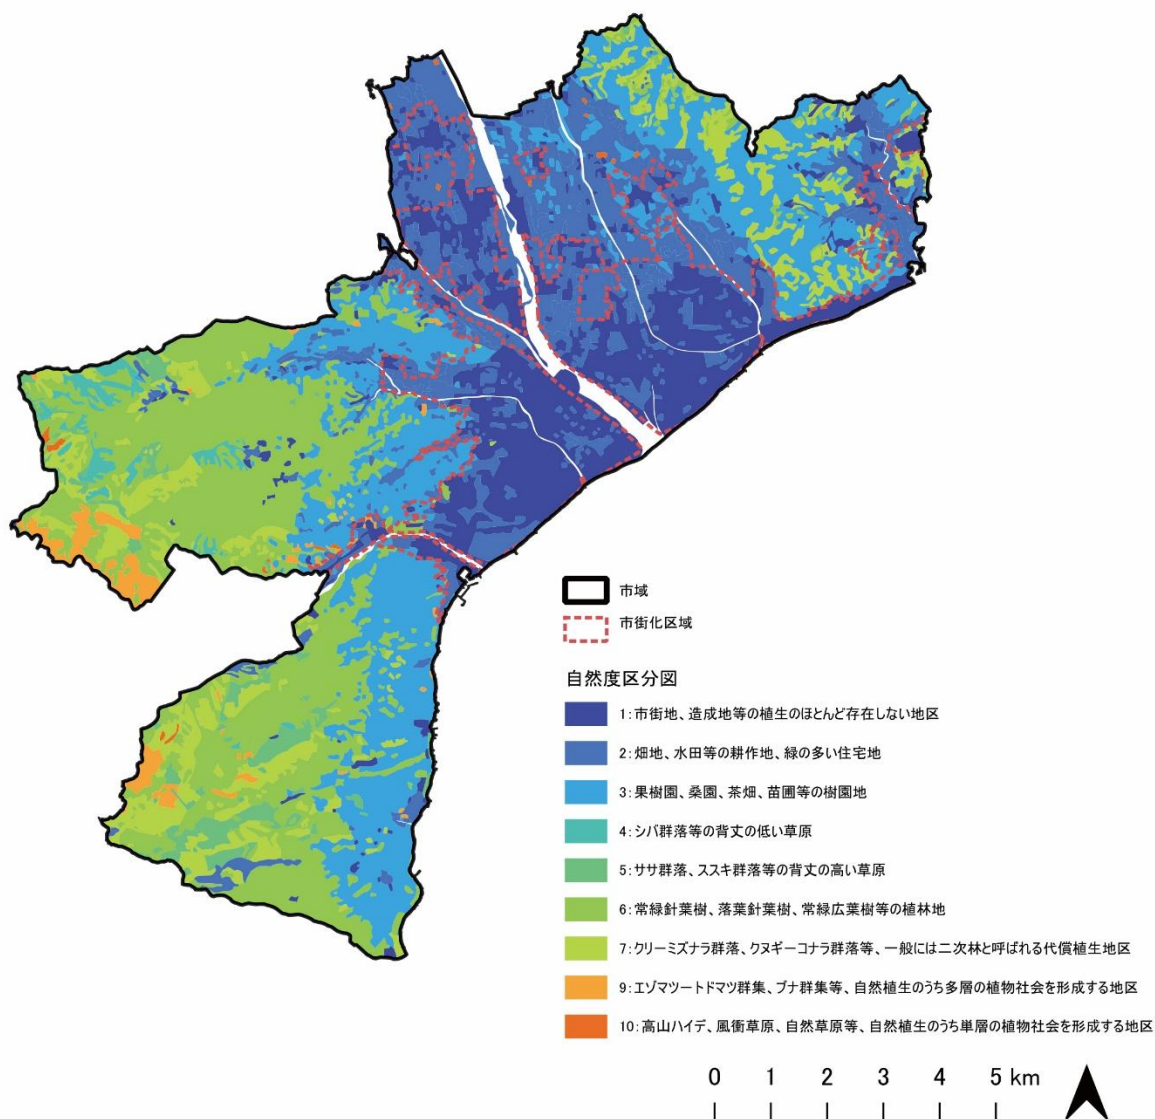 市域
市街化区域
自然度区分図
1:市街地、造成地等の植生のほとんど存在しない地区
2:畑地、水田等の耕作地、緑の多い住宅地
3:果樹園、桑園、茶畑、苗圃等の樹園地
4:シバ群落等の背丈の低い草原
5:ササ群落、ススキ群落等の背丈の高い草原
6:常緑針葉樹、落葉針葉樹、常緑広葉樹等の植林地
7:クリーミズナラ群落、クヌギーコナラ群落等、一般には二次林と呼ばれる代償植生地区
9:エゾマツートドマツ群集、ブナ群集等、自然植生のうち多層の植物社会を形成する地区
10:高山ハイデ、風衝草原、自然草原等、自然植生のうち単層の植物社会を形成する地区
0 1 2 3 4 5 km